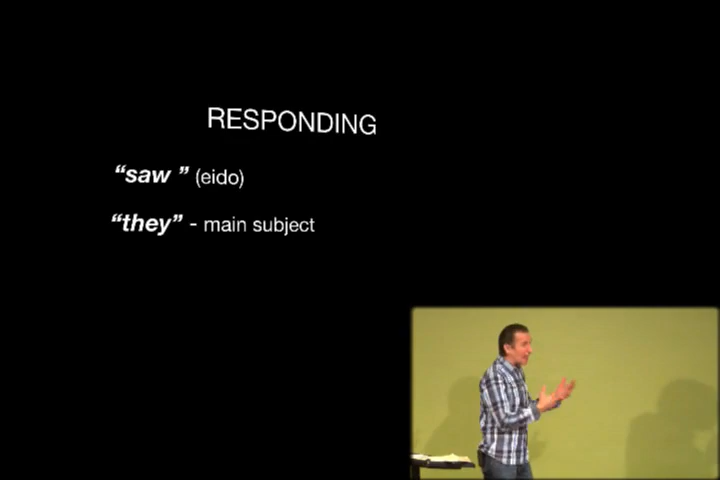 RESPONDING
“saw ” (eido)
“they” - main subject